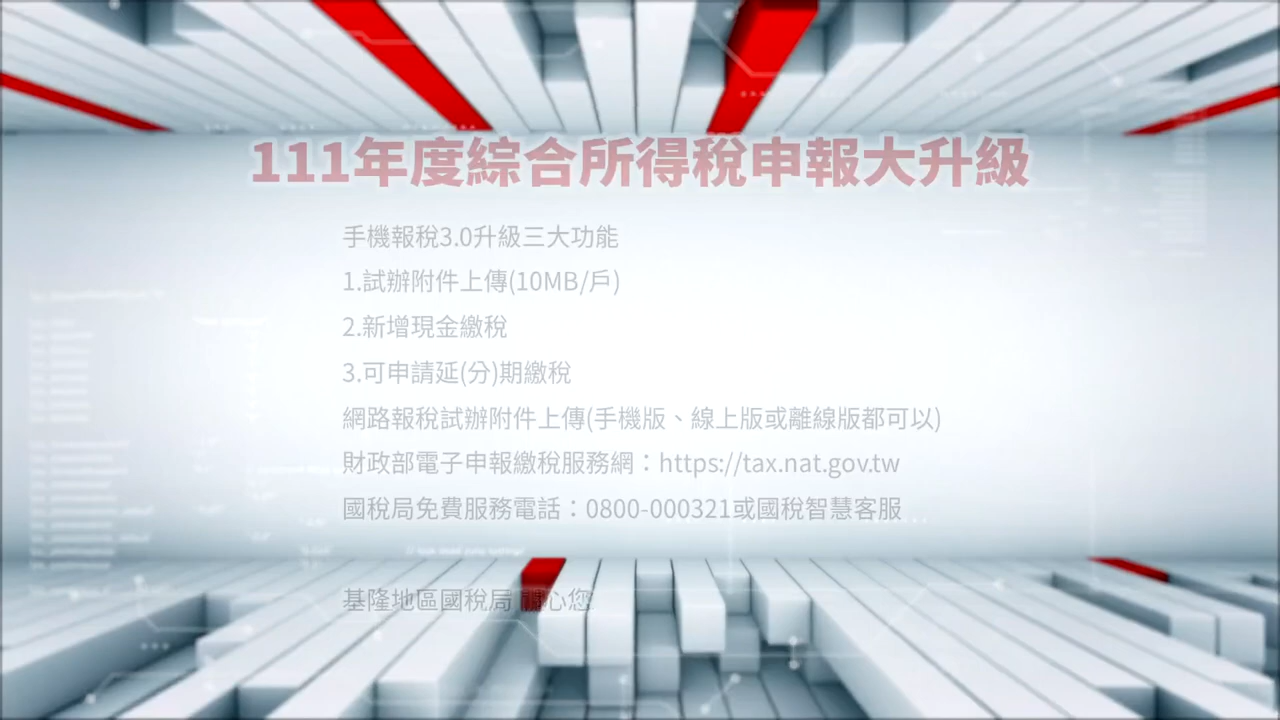 111年度綜合所得稅申報大升級
手機報稅3.0升級三大功能
1.試辦附件上傳(10MB/戶)
2.新增現金繳稅
3.可申請延(分)期繳稅
網路報稅試辦附件上傳(手機版、線上版或離線版都可以)
財政部電子申報繳稅服務網：https://tax.nat.gov.tw
國稅局免費服務電話：0800-000321或國稅智慧客服
基隆地區國稅局 關心您